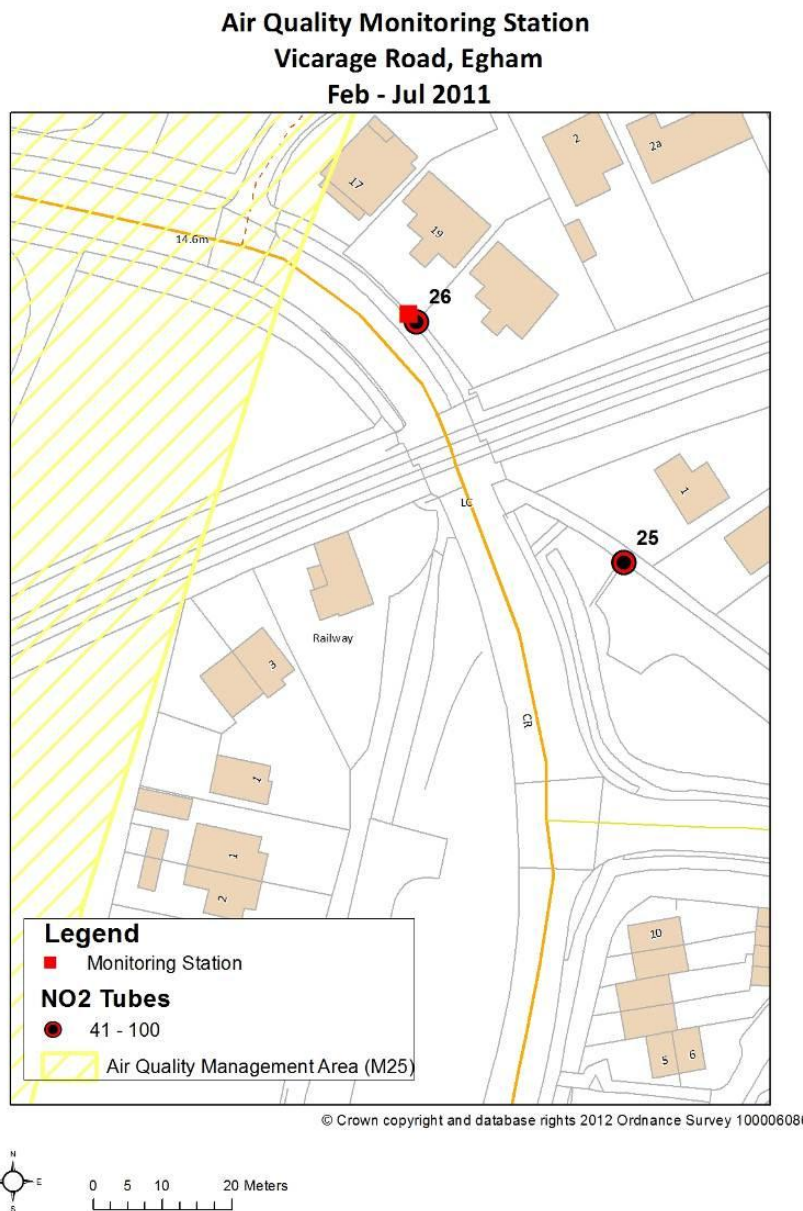 Air Quality Monitoring Station
Vicarage Road, Egham
Feb - Jul 2011
2
2a
17
19
14.6m
26
1
LC
25
Railway
3
CR
1
1
2
10
5
6
Legend
Monitoring Station
NO2 Tubes
41 - 100
Air Quality Management Area (M25)
© Crown copyright and database rights 2012 Ordnance Survey 100006086
N
E
S
0 5 10 20 Meters